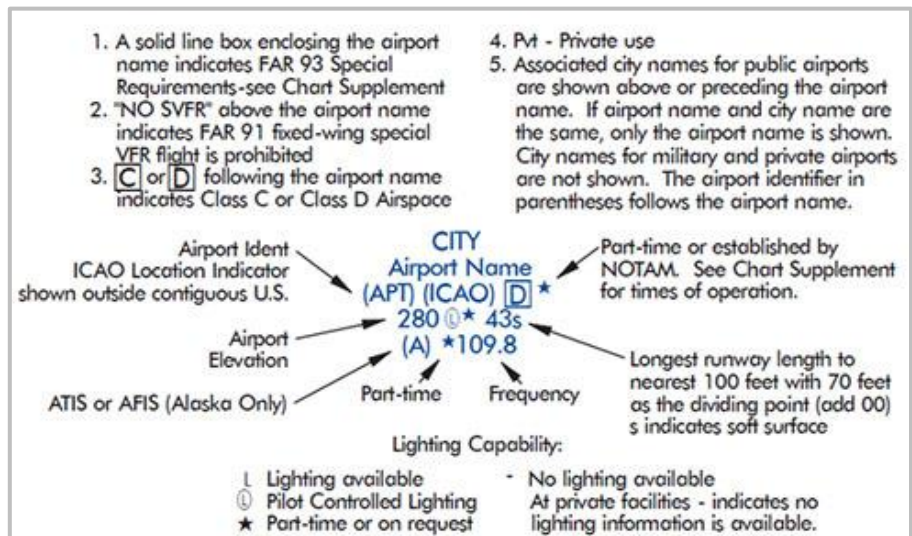 1. A solid line box enclosing the airport
name indicates FAR 93 Special
Requirements-see Chart Supplement
2. "NO SVFR" above the airport name
indicates FAR 91 fixed-wing special
VFR flight is prohibited
3. C or D following the airport name
indicates Class C or Class D Airspace
4. Pvt - Private use
5. Associated city names for public airports
are shown above or preceding the airport
name. If airport name and city name are
the same, only the airport name is shown.
City names for military and private airports
are not shown. The airport identifier in
parentheses follows the airport name.
Airport Ident
ICAO Location Indicator
shown outside contiguous U.S.
Airport
Elevation
ATIS or AFIS (Alaska Only)
CITY
Airport Name
(APT) (ICAO) D ★
280 Ⓛ★ 43s
(A) ★109.8
Part-time
Frequency
Part-time or established by
NOTAM. See Chart Supplement
for times of operation.
Longest runway length to
nearest 100 feet with 70 feet
as the dividing point (add 00)
s indicates soft surface
Lighting Capability:
L Lighting available
Ⓛ Pilot Controlled Lighting
★ Part-time or on request
- No lighting available
At private facilities - indicates no
lighting information is available.